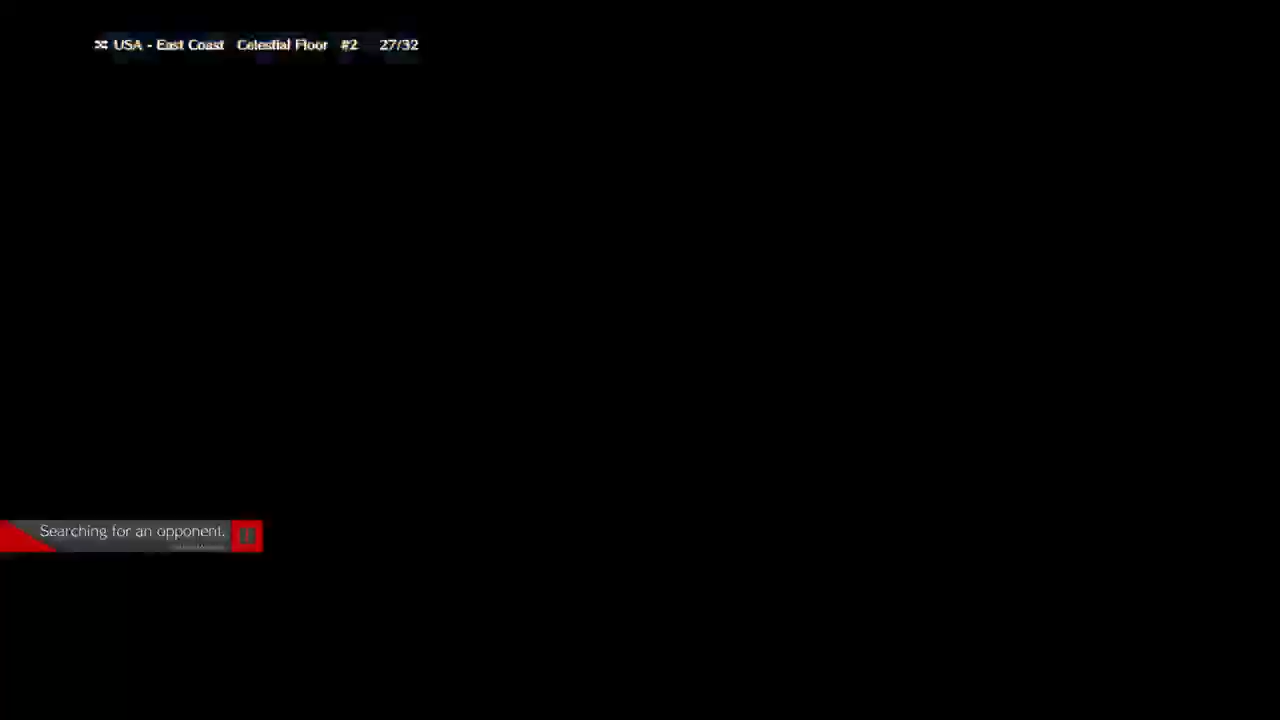 USA - East Coast Celestial Floor #2 27/32
Searching for an opponent.